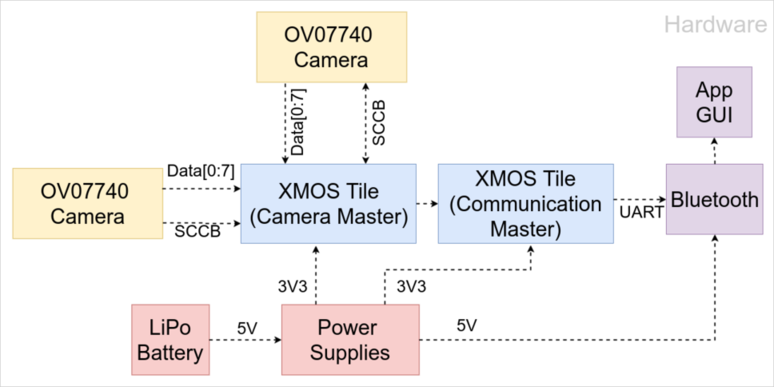 Hardware
OV07740
Camera
Data[0:7]
SCCB
App
GUI
OV07740
Camera
Data[0:7]
SCCB
XMOS Tile
(Camera Master)
XMOS Tile
(Communication
Master)
UART
Bluetooth
3V3
3V3
LiPo
Battery
5V
Power
Supplies
5V